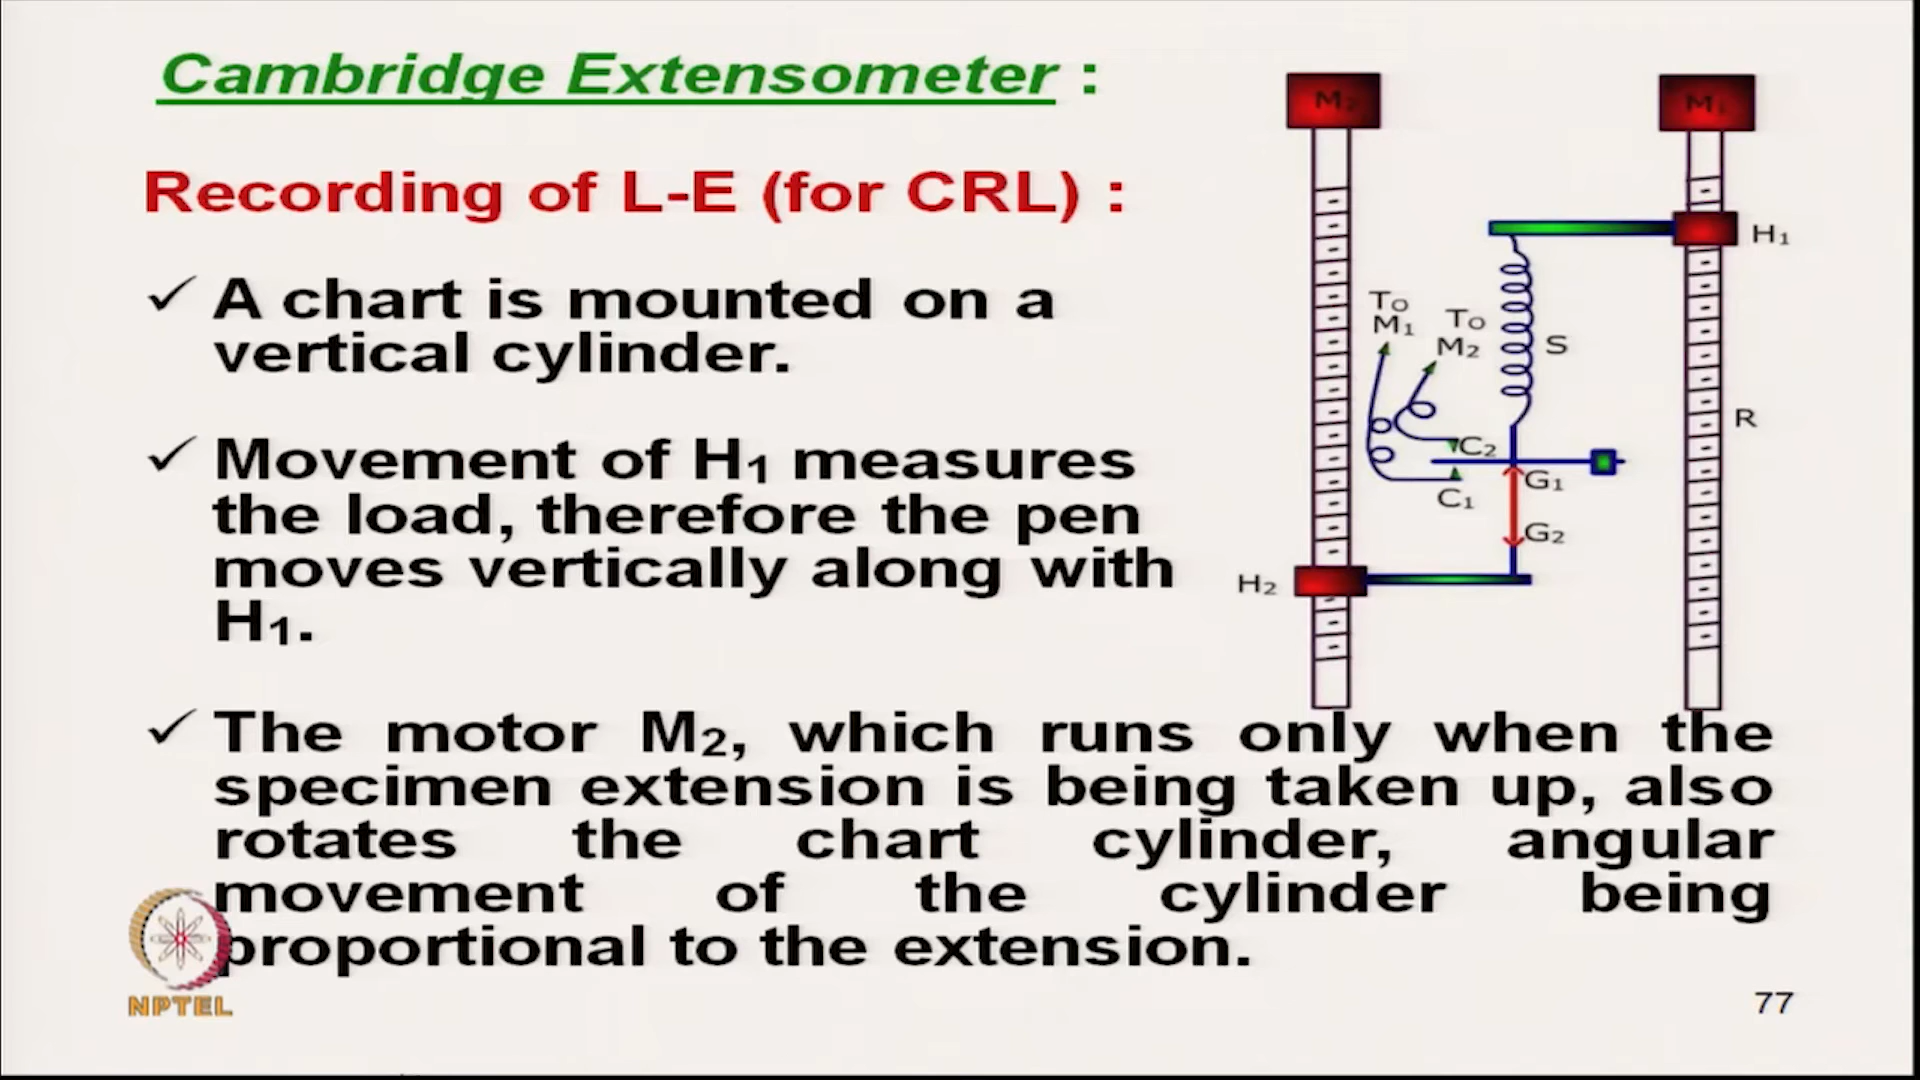 Cambridge Extensometer :
Recording of L-E (for CRL) :
✓ A chart is mounted on a
vertical cylinder.
✓ Movement of H₁ measures
the load, therefore the pen
moves vertically along with
H₁.
✓ The motor M₂, which runs only when the
specimen extension is being taken up, also
rotates the chart cylinder, angular
movement of the cylinder being
proportional to the extension.
M₂
M₁
H₁
To
M₁
To
M₂
S
R
C₂
G₁
C₁
G₂
H₂
NPTEL
77